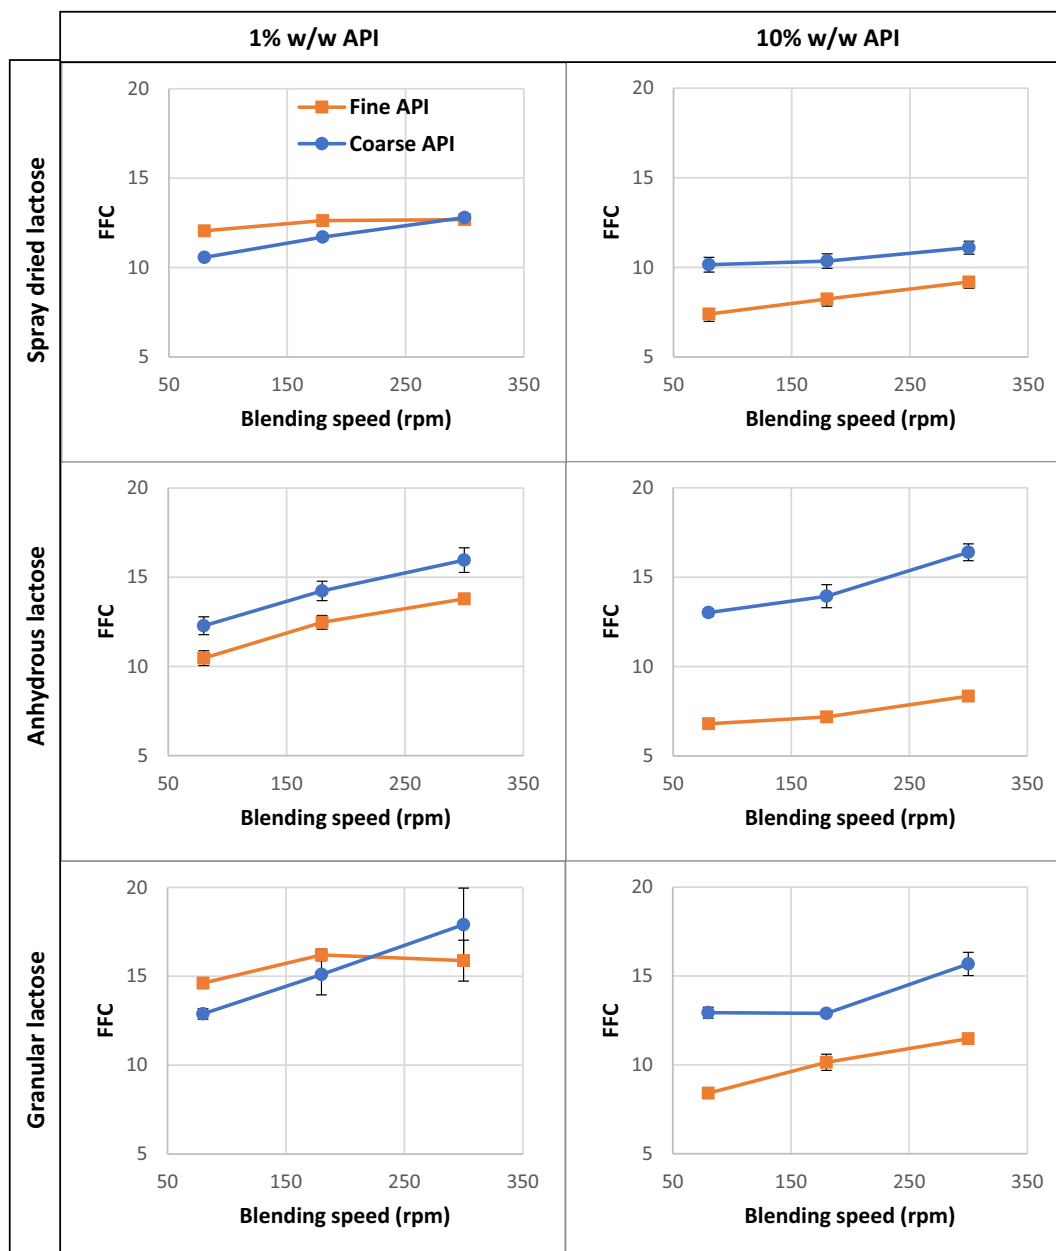 1% w/w API
10% w/w API
Spray dried lactose
20
15
10
5
FFC
Fine API
Coarse API
50 150 250 350
Blending speed (rpm)
20
15
10
5
FFC
50 150 250 350
Blending speed (rpm)
Anhydrous lactose
20
15
10
5
FFC
50 150 250 350
Blending speed (rpm)
20
15
10
5
FFC
50 150 250 350
Blending speed (rpm)
Granular lactose
20
15
10
5
FFC
50 150 250 350
Blending speed (rpm)
20
15
10
5
FFC
50 150 250 350
Blending speed (rpm)